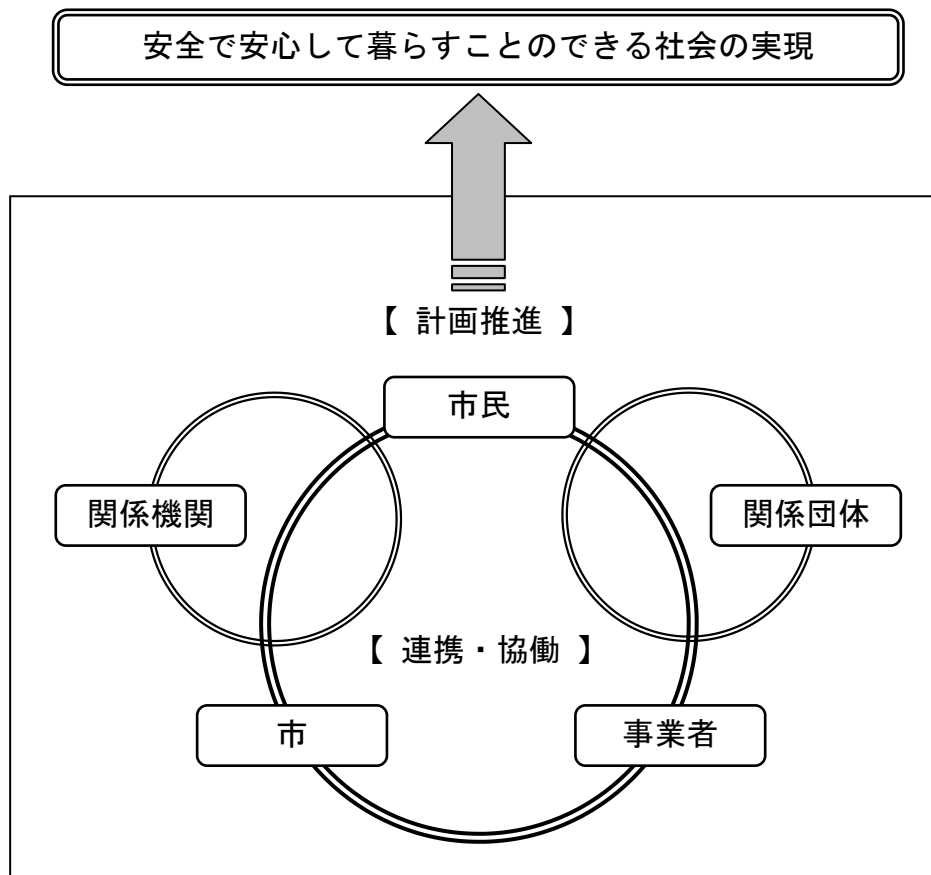 安全で安心して暮らすことのできる社会の実現
【 計画推進 】
市民
関係機関
関係団体
【 連携・協働 】
市
事業者